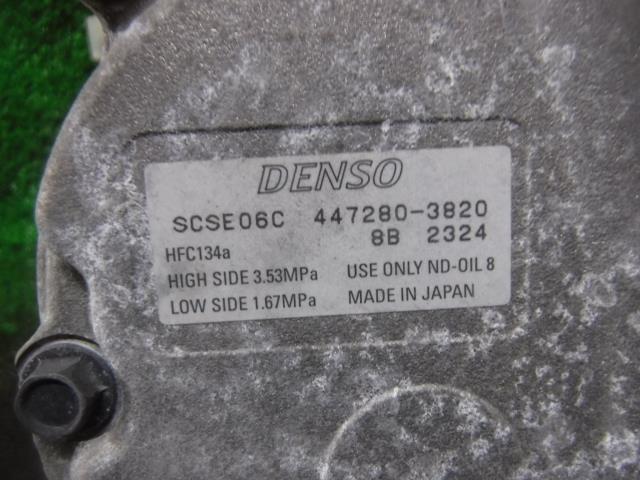 DENSO
SCSE06C 447280-3820
8B 2324
HFC134a
HIGH SIDE 3.53MPa USE ONLY ND-OIL 8
LOW SIDE 1.67MPa MADE IN JAPAN